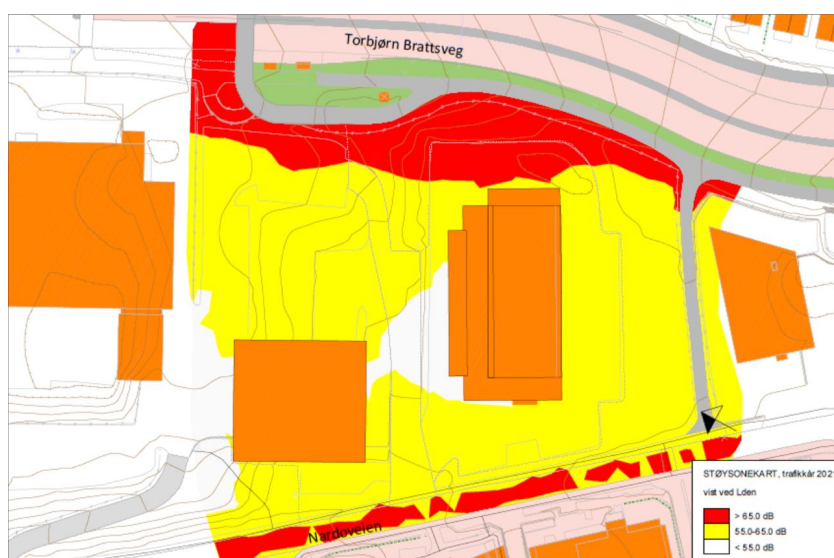 Torbjørn Brattsveg
Nardoveien
STØYSONEKART, trafikkår 2021
vist ved Lden
> 65.0 dB
55.0-65.0 dB
< 55.0 dB